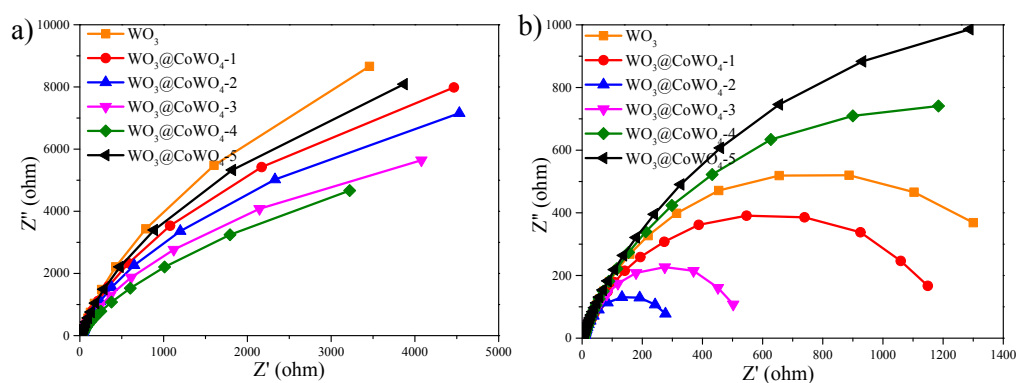 a)
Z'' (ohm)
10000
8000
6000
4000
2000
0
WO₃
WO₃@CoWO₄-1
WO₃@CoWO₄-2
WO₃@CoWO₄-3
WO₃@CoWO₄-4
WO₃@CoWO₄-5
0 1000 2000 3000 4000 5000
Z' (ohm)
b)
Z'' (ohm)
1000
800
600
400
200
0
WO₃
WO₃@CoWO₄-1
WO₃@CoWO₄-2
WO₃@CoWO₄-3
WO₃@CoWO₄-4
WO₃@CoWO₄-5
0 200 400 600 800 1000 1200 1400
Z' (ohm)